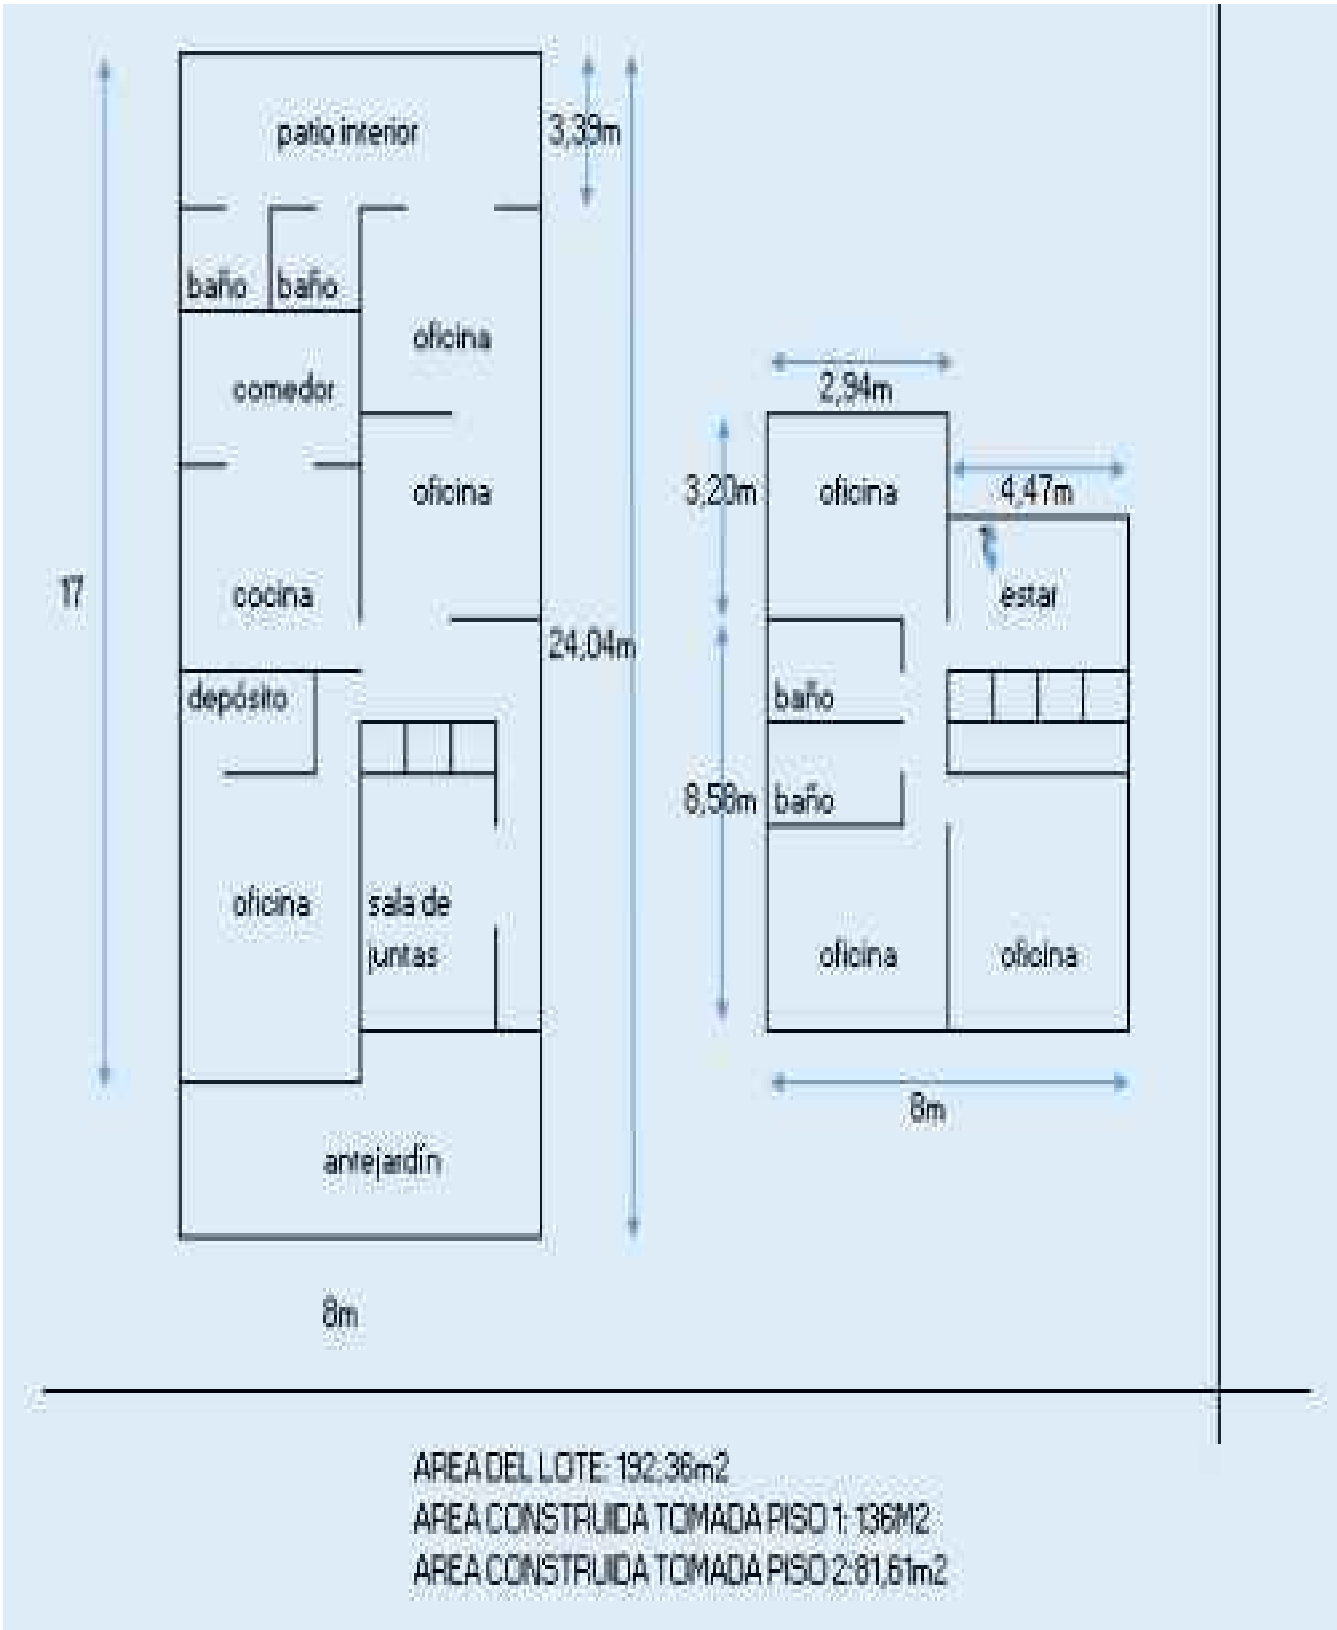 patio interior
3,39m
baño
baño
oficina
comedor
oficina
17
cocina
24,04m
depósito
oficina
sala de
juntas
antejardín
8m
2,94m
3,20m
oficina
4,47m
estar
baño
8,58m
baño
oficina
oficina
8m
AREA DEL LOTE: 192,36m2
AREA CONSTRUIDA TOMADA PISO 1: 136M2
AREA CONSTRUIDA TOMADA PISO 2:81,61m2